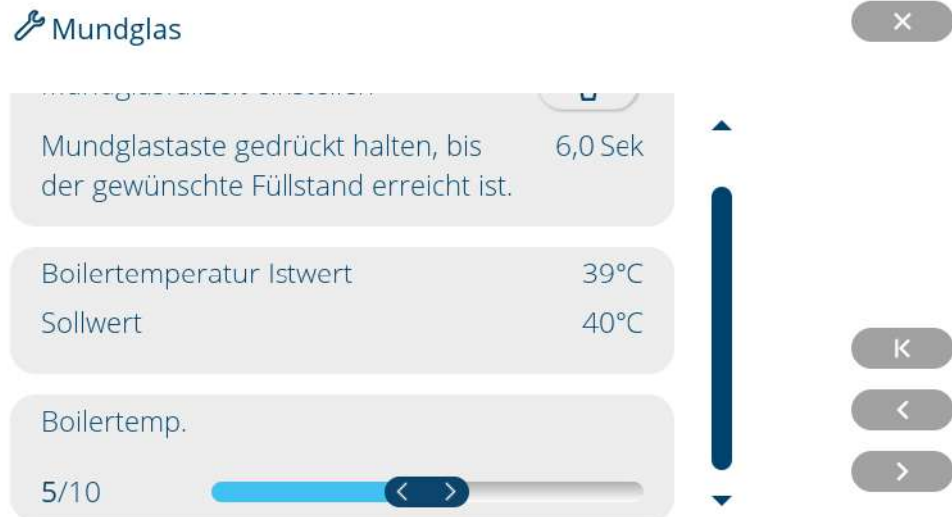 Mundglas
Mundglastaste gedrückt halten, bis 6,0 Sek
der gewünschte Füllstand erreicht ist.
Boilertemperatur Istwert 39°C
Sollwert 40°C
Boilertemp.
5/10